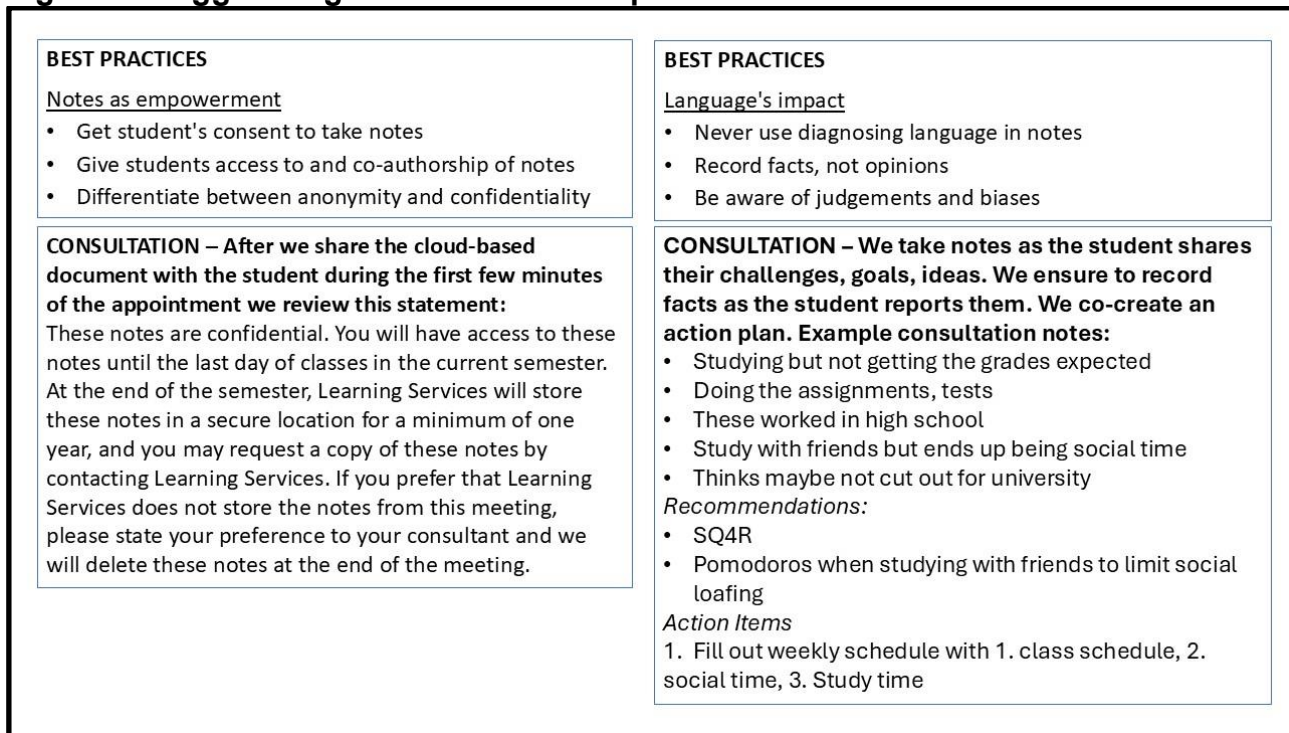 BEST PRACTICES
Notes as empowerment
• Get student's consent to take notes
• Give students access to and co-authorship of notes
• Differentiate between anonymity and confidentiality
CONSULTATION – After we share the cloud-based
document with the student during the first few minutes
of the appointment we review this statement:
These notes are confidential. You will have access to these
notes until the last day of classes in the current semester.
At the end of the semester, Learning Services will store
these notes in a secure location for a minimum of one
year, and you may request a copy of these notes by
contacting Learning Services. If you prefer that Learning
Services does not store the notes from this meeting,
please state your preference to your consultant and we
will delete these notes at the end of the meeting.
BEST PRACTICES
Language's impact
• Never use diagnosing language in notes
• Record facts, not opinions
• Be aware of judgements and biases
CONSULTATION – We take notes as the student shares
their challenges, goals, ideas. We ensure to record
facts as the student reports them. We co-create an
action plan. Example consultation notes:
• Studying but not getting the grades expected
• Doing the assignments, tests
• These worked in high school
• Study with friends but ends up being social time
• Thinks maybe not cut out for university
Recommendations:
• SQ4R
• Pomodoros when studying with friends to limit social
loafing
Action Items
1. Fill out weekly schedule with 1. class schedule, 2.
social time, 3. Study time